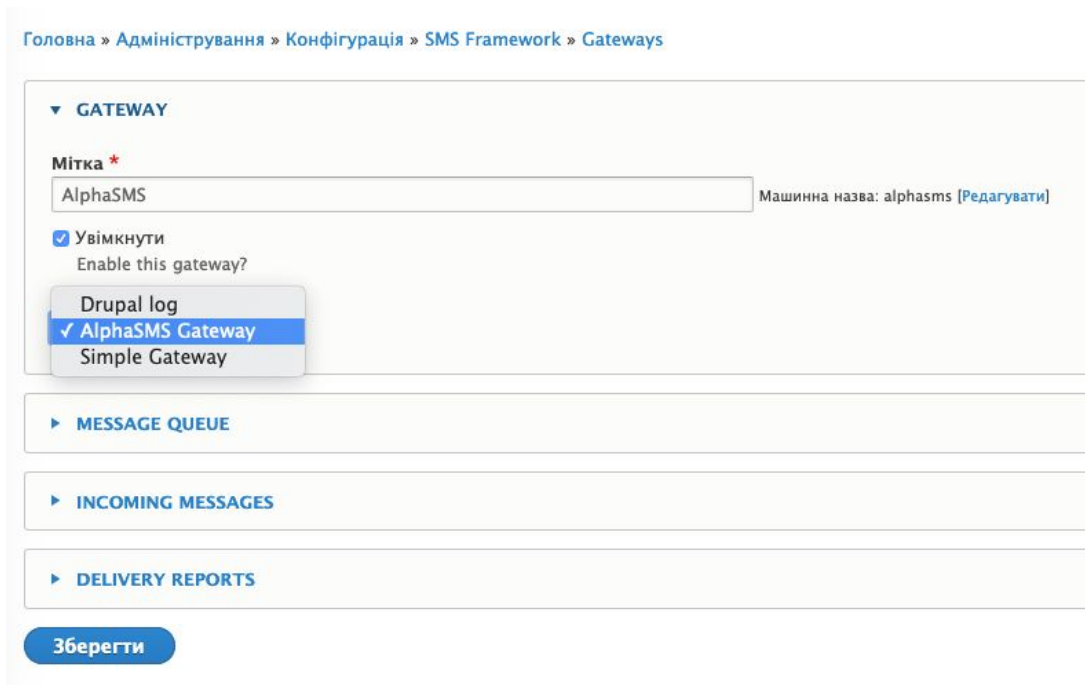 Головна » Адміністрування » Конфігурація » SMS Framework » Gateways
GATEWAY
Мітка *
AlphaSMS
Машинна назва: alphasms [Редагувати]
Увімкнути
Enable this gateway?
Drupal log
✓ AlphaSMS Gateway
Simple Gateway
MESSAGE QUEUE
INCOMING MESSAGES
DELIVERY REPORTS
Зберегти